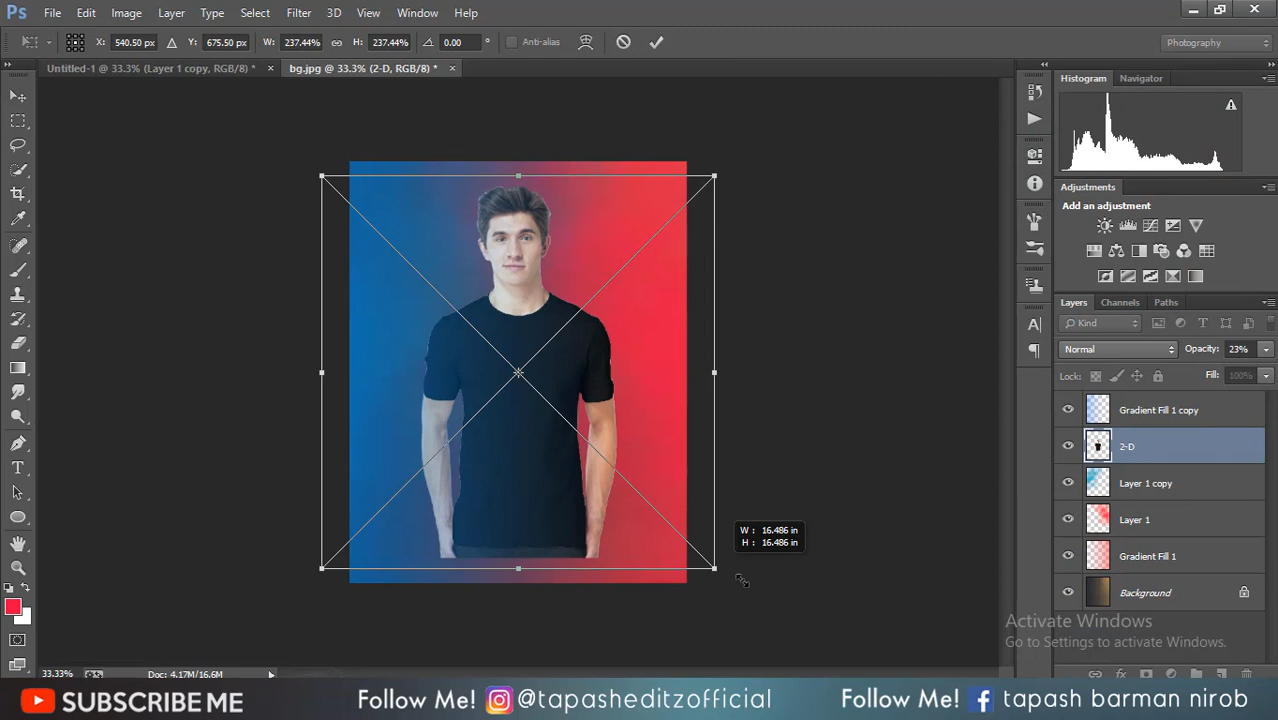 Ps File Edit Image Layer Type Select Filter 3D View Window Help
X: 540.50 px Y: 675.50 px W: 237.44% H: 237.44% 0.00 ° Anti-alias Photography
Untitled-1 @ 33.3% (Layer 1 copy, RGB/8) * × bg.jpg @ 33.3% (2-D, RGB/8) * ×
Histogram Navigator
Adjustments
Add an adjustment
Layers Channels Paths
Kind
Normal Opacity: 23%
Lock: Fill: 100%
Gradient Fill 1 copy
2-D
Layer 1 copy
Layer 1
Gradient Fill 1
Background
W : 16.486 in
H : 16.486 in
Activate Windows
Go to Settings to activate Windows.
33.33% Doc: 4.17M/16.6M
SUBSCRIBE ME Follow Me! @tapasheditzofficial Follow Me! tapash barman nirob